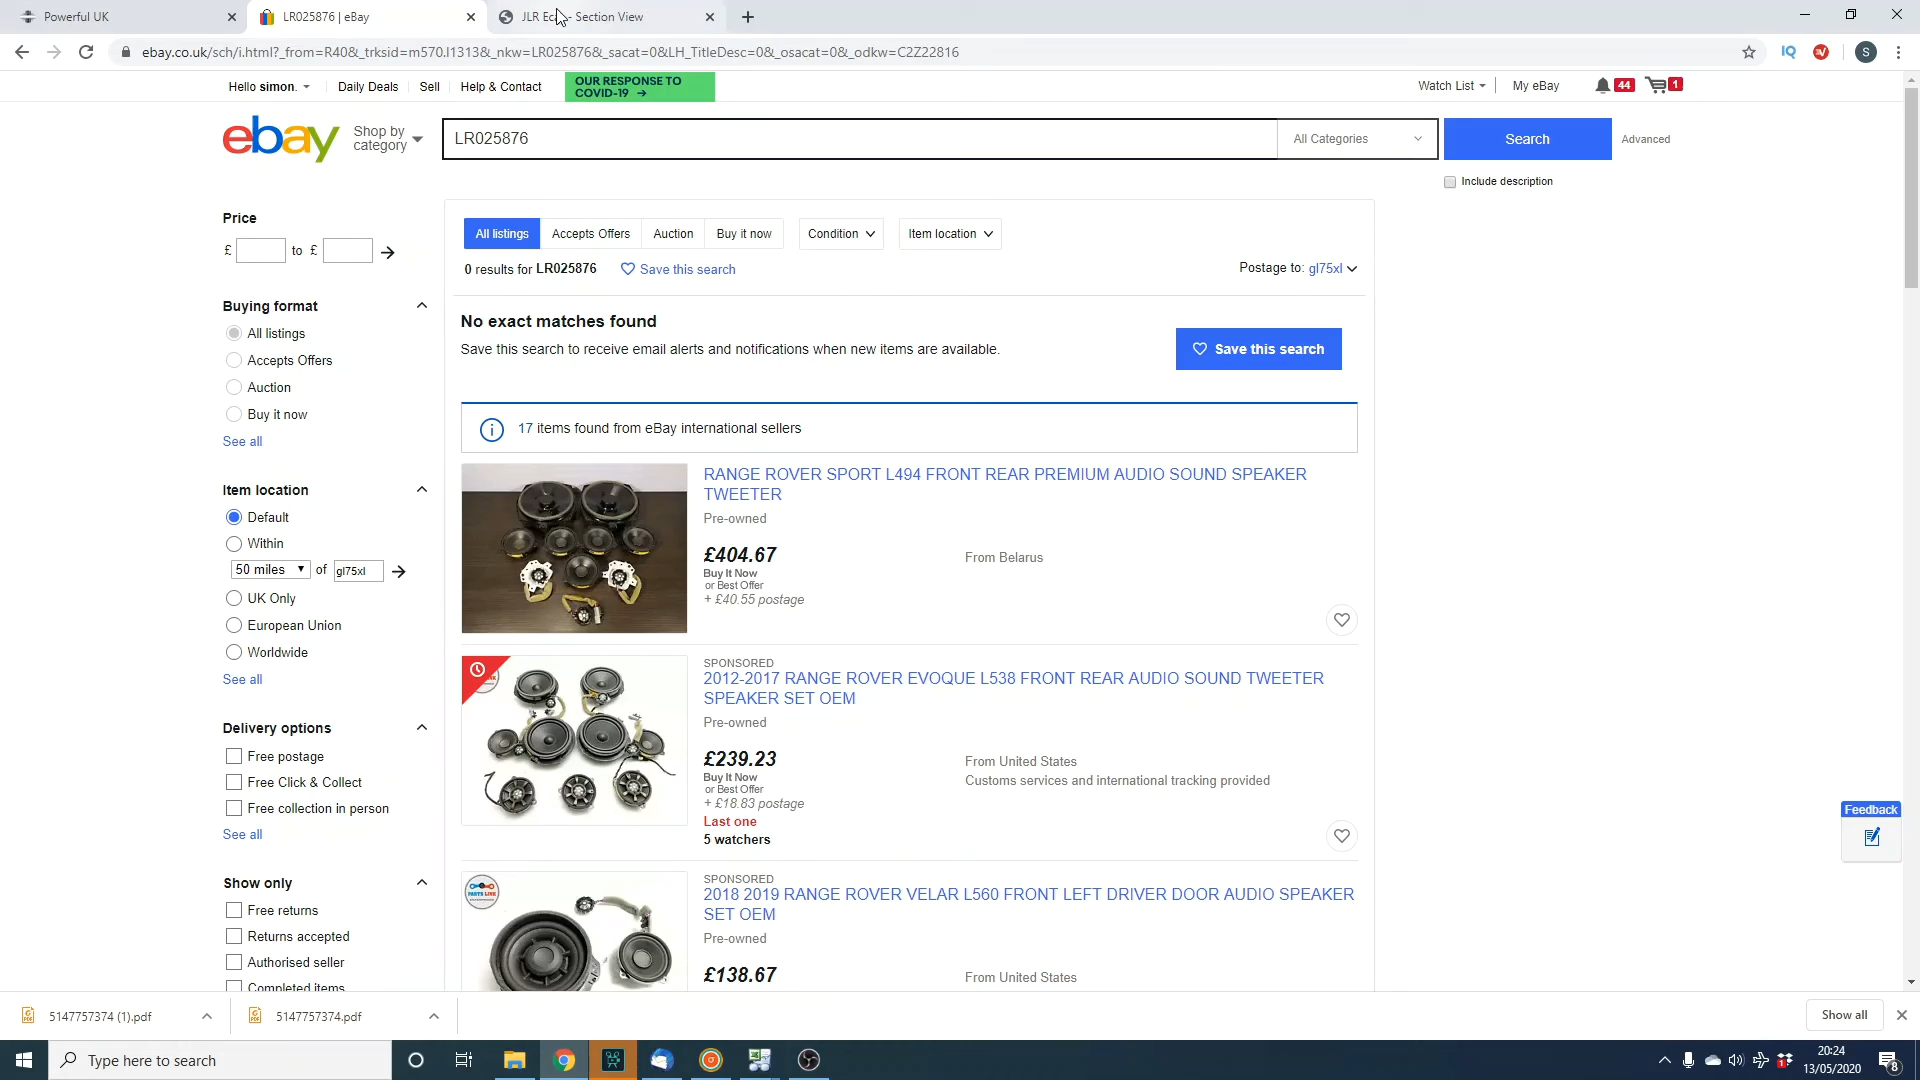 Powerful UK
LR025876 | eBay
JLR Ec - Section View
ebay.co.uk/sch/i.html?_from=R40&_trksid=m570.l1313&_nkw=LR025876&_sacat=0&LH_TitleDesc=0&_osacat=0&_odkw=C2Z22816
IQ
S
Hello simon.
Daily Deals
Sell
Help & Contact
OUR RESPONSE TO
COVID-19 →
Watch List
My eBay
44
1
ebay
Shop by
category
LR025876
All Categories
Search
Advanced
Include description
Price
£ to £
Buying format
All listings
Accepts Offers
Auction
Buy it now
See all
Item location
Default
Within
50 miles of gl75xl
UK Only
European Union
Worldwide
See all
Delivery options
Free postage
Free Click & Collect
Free collection in person
See all
Show only
Free returns
Returns accepted
Authorised seller
Completed items
All listings
Accepts Offers
Auction
Buy it now
Condition
Item location
0 results for LR025876
Save this search
Postage to: gl75xl
No exact matches found
Save this search to receive email alerts and notifications when new items are available.
Save this search
17 items found from eBay international sellers
RANGE ROVER SPORT L494 FRONT REAR PREMIUM AUDIO SOUND SPEAKER
TWEETER
Pre-owned
£404.67
Buy It Now
or Best Offer
+ £40.55 postage
From Belarus
SPONSORED
2012-2017 RANGE ROVER EVOQUE L538 FRONT REAR AUDIO SOUND TWEETER
SPEAKER SET OEM
Pre-owned
£239.23
Buy It Now
or Best Offer
+ £18.83 postage
Last one
5 watchers
From United States
Customs services and international tracking provided
PARTS LINK
SPONSORED
2018 2019 RANGE ROVER VELAR L560 FRONT LEFT DRIVER DOOR AUDIO SPEAKER
SET OEM
Pre-owned
£138.67
From United States
Feedback
5147757374 (1).pdf
5147757374.pdf
Show all
Type here to search
20:24
13/05/2020
8